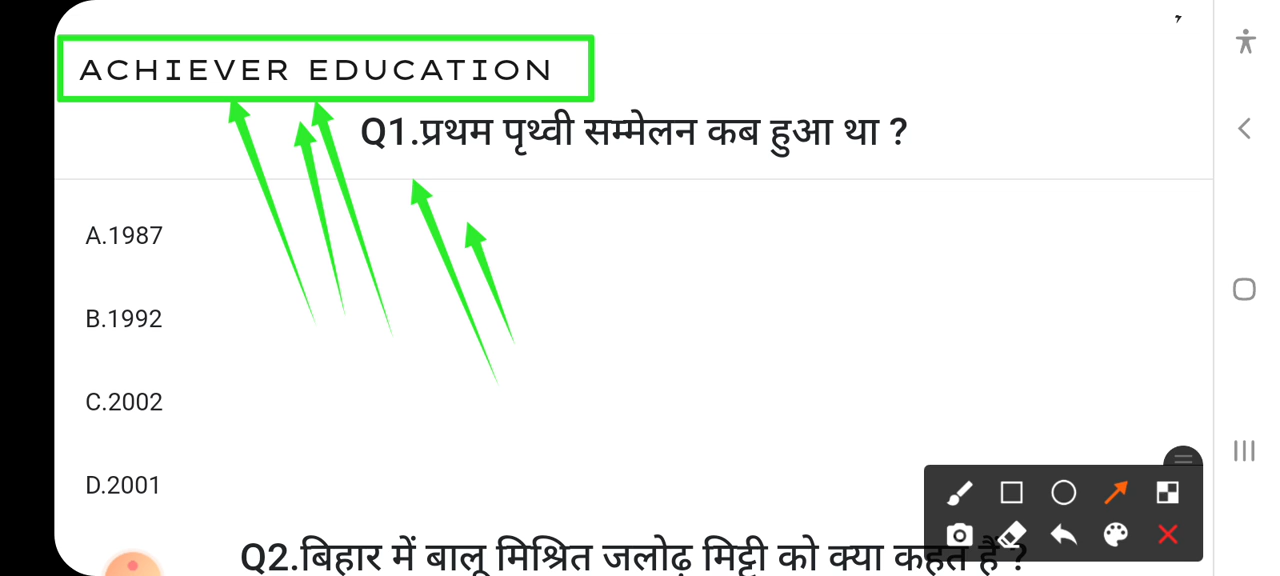 ACHIEVER EDUCATION
Q1.प्रथम पृथ्वी सम्मेलन कब हुआ था ?
A.1987
B.1992
C.2002
D.2001
Q2.बिहार में बालू मिश्रित जलोढ़ मिट्टी को क्या कहते हैं ?